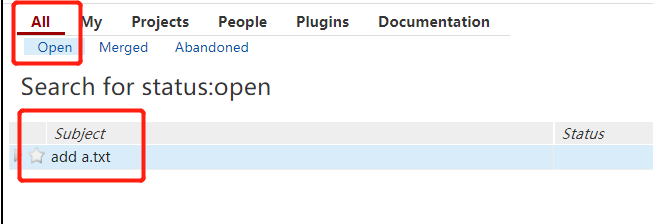 All My Projects People Plugins Documentation
Open Merged Abandoned
Search for status:open
Subject Status
add a.txt